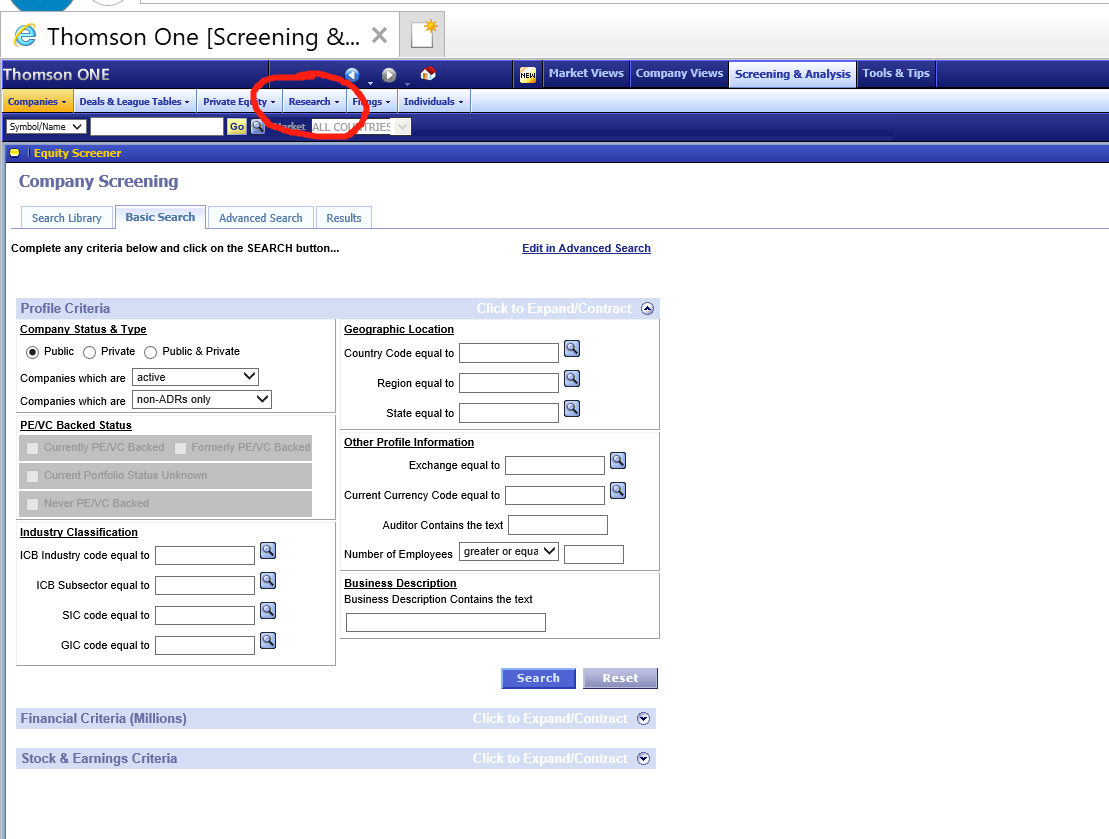 Thomson One [Screening &...
Thomson ONE
NEW Market Views Company Views Screening & Analysis Tools & Tips
Companies Deals & League Tables Private Equity Research Filings Individuals
Symbol/Name Go Market ALL COUNTRIES
Equity Screener
Company Screening
Search Library Basic Search Advanced Search Results
Complete any criteria below and click on the SEARCH button... Edit in Advanced Search
Profile Criteria Click to Expand/Contract
Company Status & Type
Public Private Public & Private
Companies which are active
Companies which are non-ADRs only
PE/VC Backed Status
Currently PE/VC Backed Formerly PE/VC Backed
Current Portfolio Status Unknown
Never PE/VC Backed
Industry Classification
ICB Industry code equal to
ICB Subsector equal to
SIC code equal to
GIC code equal to
Geographic Location
Country Code equal to
Region equal to
State equal to
Other Profile Information
Exchange equal to
Current Currency Code equal to
Auditor Contains the text
Number of Employees greater or equa
Business Description
Business Description Contains the text
Search Reset
Financial Criteria (Millions) Click to Expand/Contract
Stock & Earnings Criteria Click to Expand/Contract